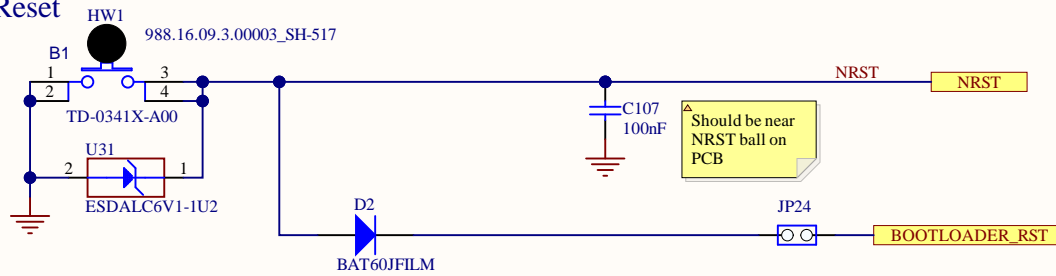 Reset
HW1
988.16.09.3.00003_SH-517
B1
1
2
3
4
TD-0341X-A00
NRST
NRST
C107
100nF
Should be near
NRST ball on
PCB
U31
2
1
ESDALC6V1-1U2
D2
BAT60JFILM
JP24
BOOTLOADER_RST